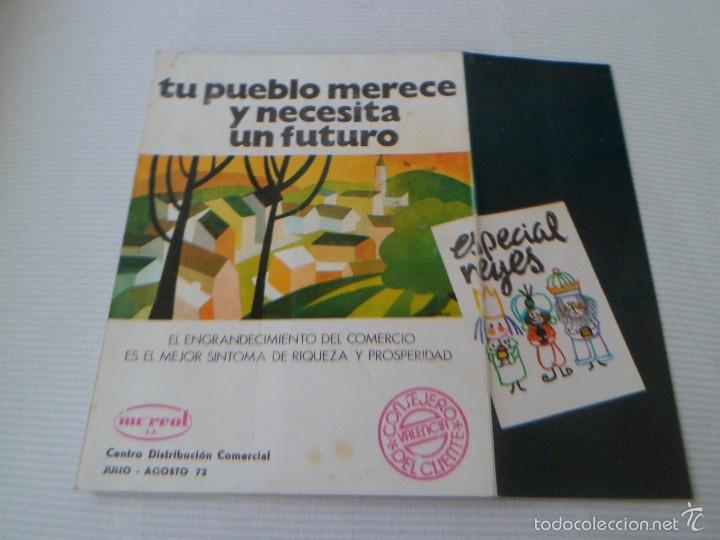 tu pueblo merece
y necesita
un futuro
especial
reyes
EL ENGRANDECIMIENTO DEL COMERCIO
ES EL MEJOR SINTOMA DE RIQUEZA Y PROSPERIDAD
S.A.
CONSEJERO
VALENCIA
DEL CLIENTE
Centro Distribución Comercial
JULIO - AGOSTO 72
todocoleccion.net